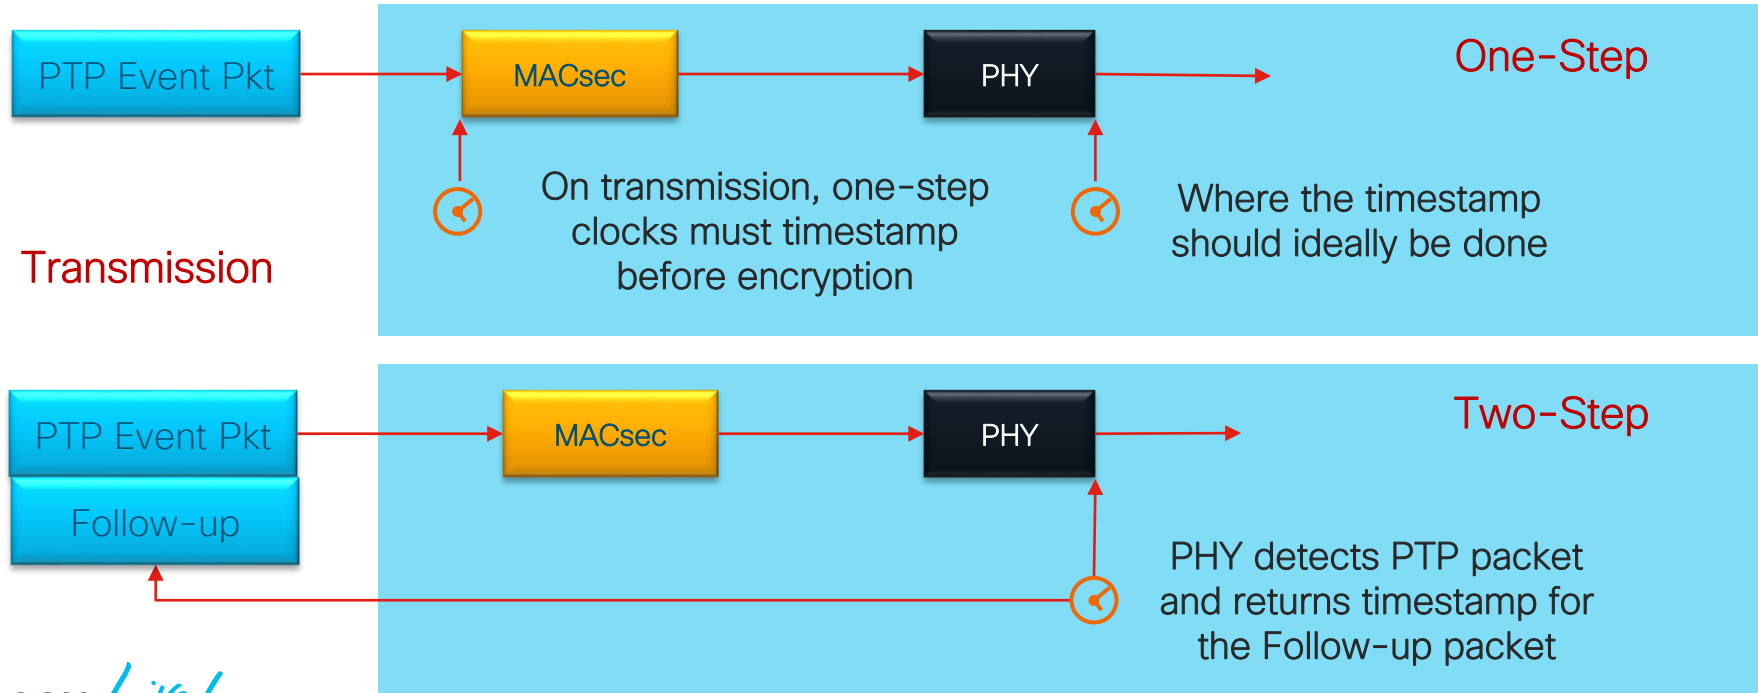 PTP Event Pkt
MACsec
PHY
One-Step
On transmission, one-step
clocks must timestamp
before encryption
Where the timestamp
should ideally be done
Transmission
PTP Event Pkt
MACsec
PHY
Two-Step
Follow-up
PHY detects PTP packet
and returns timestamp for
the Follow-up packet